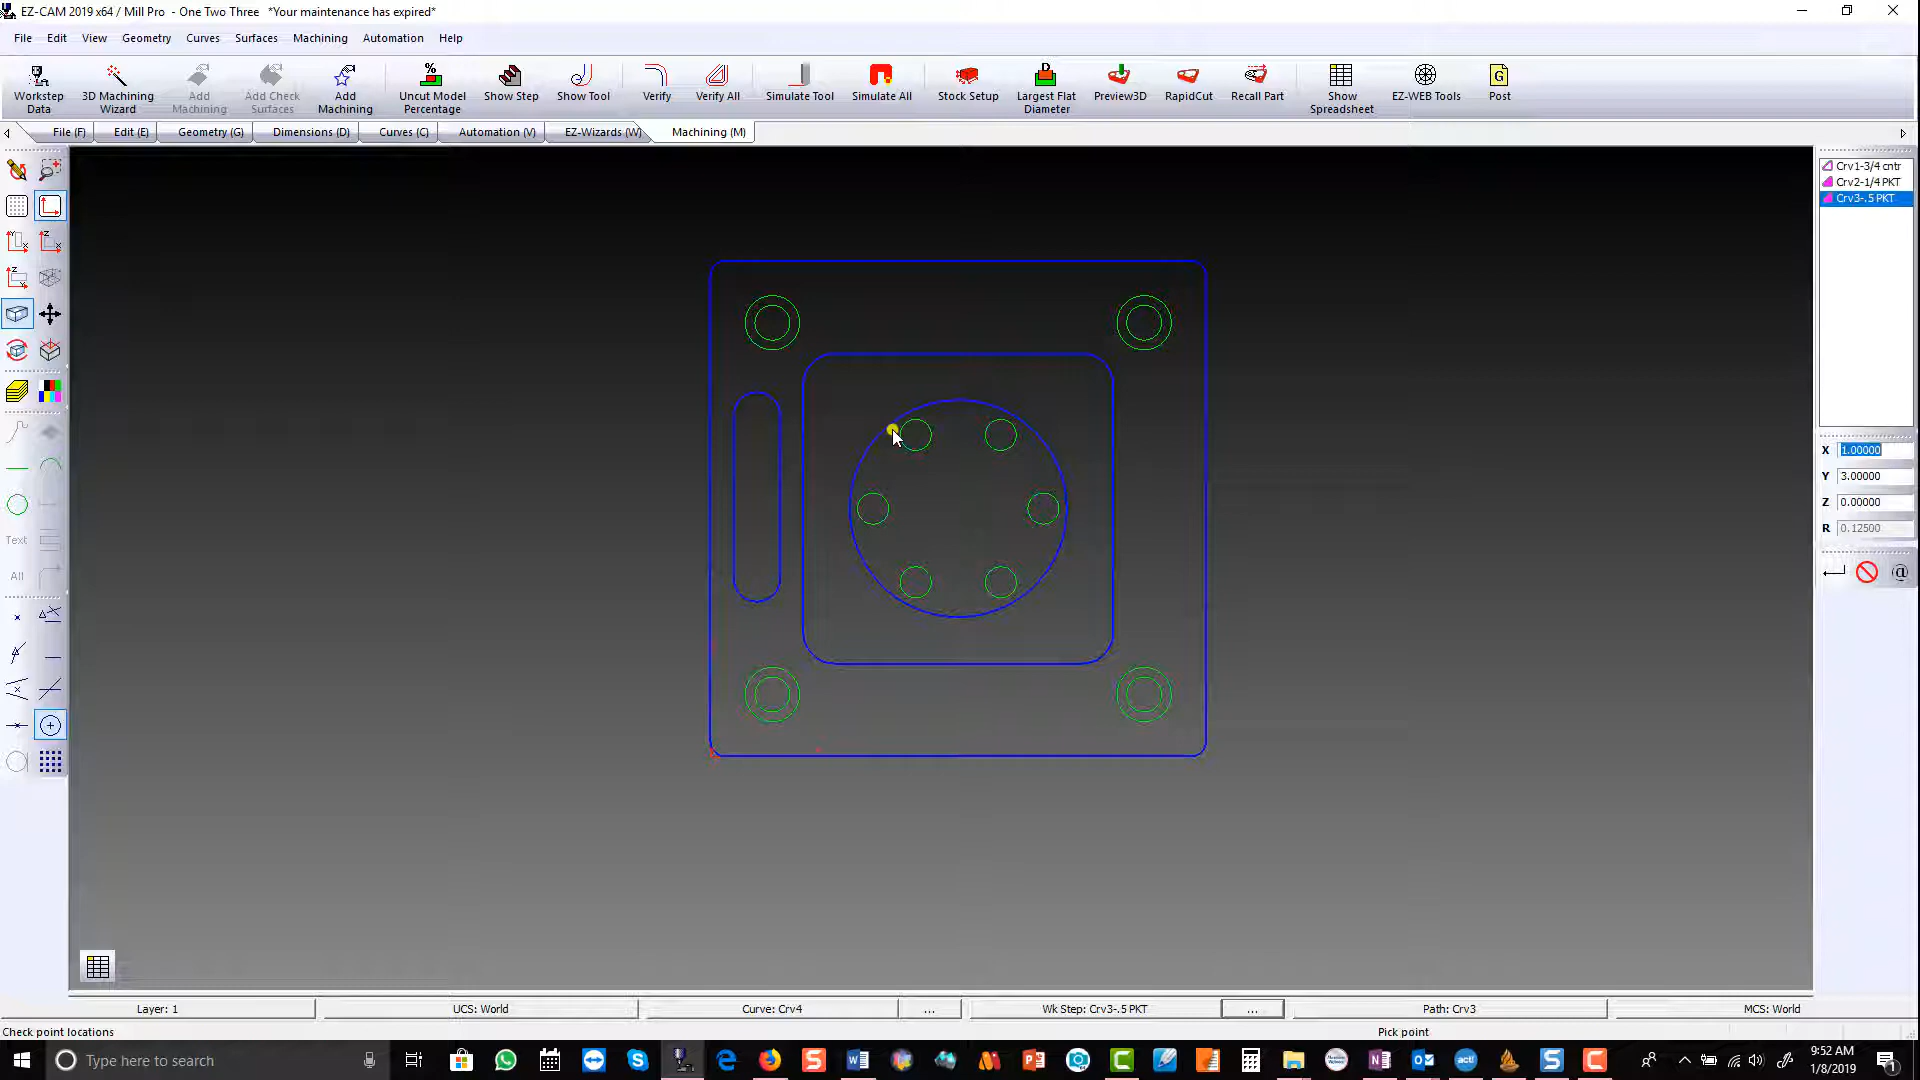 EZ-CAM 2019 x64 / Mill Pro - One Two Three *Your maintenance has expired*
File Edit View Geometry Curves Surfaces Machining Automation Help
Workstep Data
3D Machining Wizard
Add Machining
Add Check Surfaces
Add Machining
Uncut Model Percentage
Show Step
Show Tool
Verify
Verify All
Simulate Tool
Simulate All
Stock Setup
Largest Flat Diameter
Preview3D
RapidCut
Recall Part
Show Spreadsheet
EZ-WEB Tools
Post
File (F) Edit (E) Geometry (G) Dimensions (D) Curves (C) Automation (V) EZ-Wizards (W) Machining (M)
Crv1-3/4 cntr
Crv2-1/4 PKT
Crv3-.5 PKT
X 1.00000
Y 3.00000
Z 0.00000
R 0.12500
@
Text
All
Layer: 1 UCS: World Curve: Crv4 ... Wk Step: Crv3-.5 PKT ... Path: Crv3 MCS: World
Check point locations Pick point
Type here to search
9:52 AM
1/8/2019